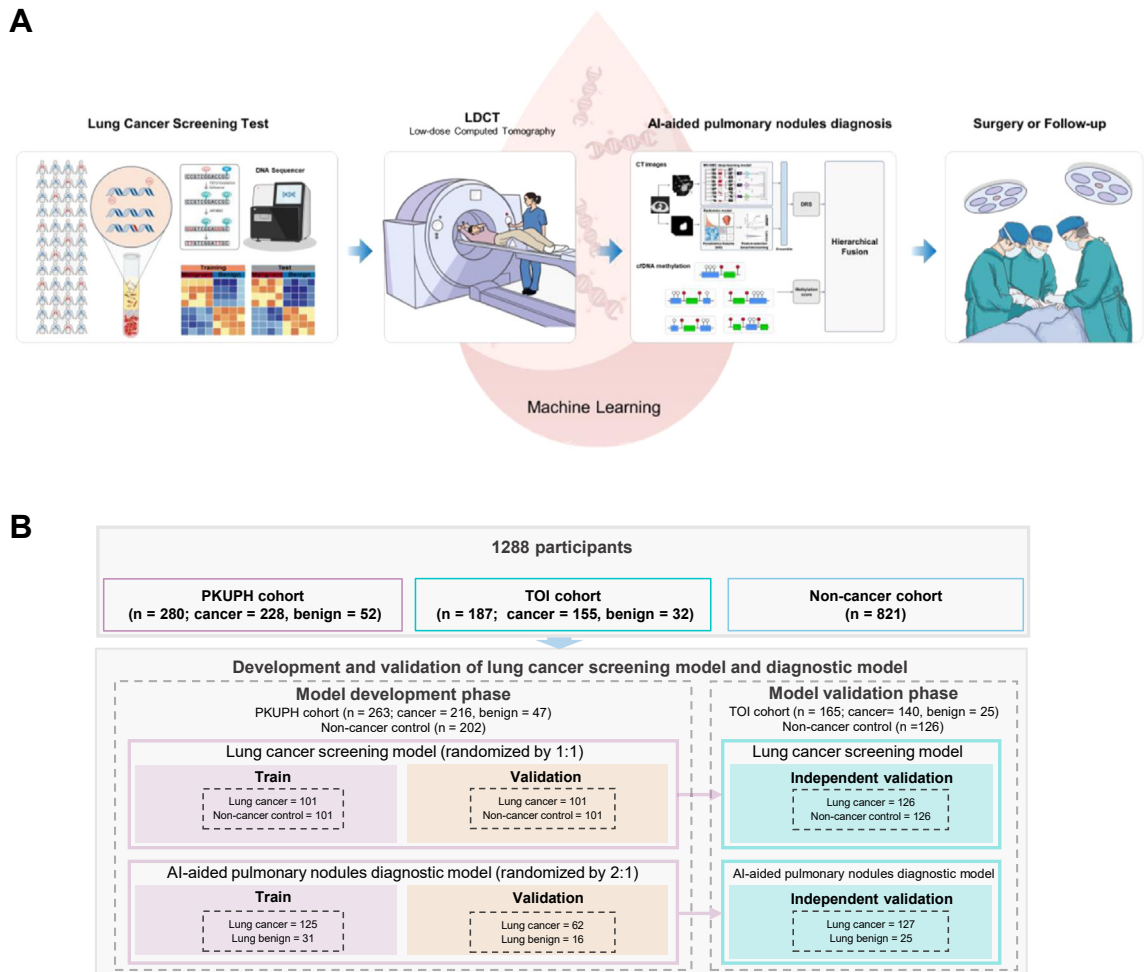 A
Lung Cancer Screening Test
LDCT
Low-dose Computed Tomography
AI-aided pulmonary nodules diagnosis
Surgery or Follow-up
DNA Sequencer
Training
Test
Malignant
Benign
Malignant
Benign
CT images
DRS
cfDNA methylation
Methylation
score
Hierarchical
Fusion
Machine Learning
B
1288 participants
PKUPH cohort
(n = 280; cancer = 228, benign = 52)
TOI cohort
(n = 187; cancer = 155, benign = 32)
Non-cancer cohort
(n = 821)
Development and validation of lung cancer screening model and diagnostic model
Model development phase
PKUPH cohort (n = 263; cancer = 216, benign = 47)
Non-cancer control (n = 202)
Model validation phase
TOI cohort (n = 165; cancer= 140, benign = 25)
Non-cancer control (n =126)
Lung cancer screening model (randomized by 1:1)
Train
Lung cancer = 101
Non-cancer control = 101
Validation
Lung cancer = 101
Non-cancer control = 101
Lung cancer screening model
Independent validation
Lung cancer = 126
Non-cancer control = 126
AI-aided pulmonary nodules diagnostic model (randomized by 2:1)
Train
Lung cancer = 125
Lung benign = 31
Validation
Lung cancer = 62
Lung benign = 16
AI-aided pulmonary nodules diagnostic model
Independent validation
Lung cancer = 127
Lung benign = 25